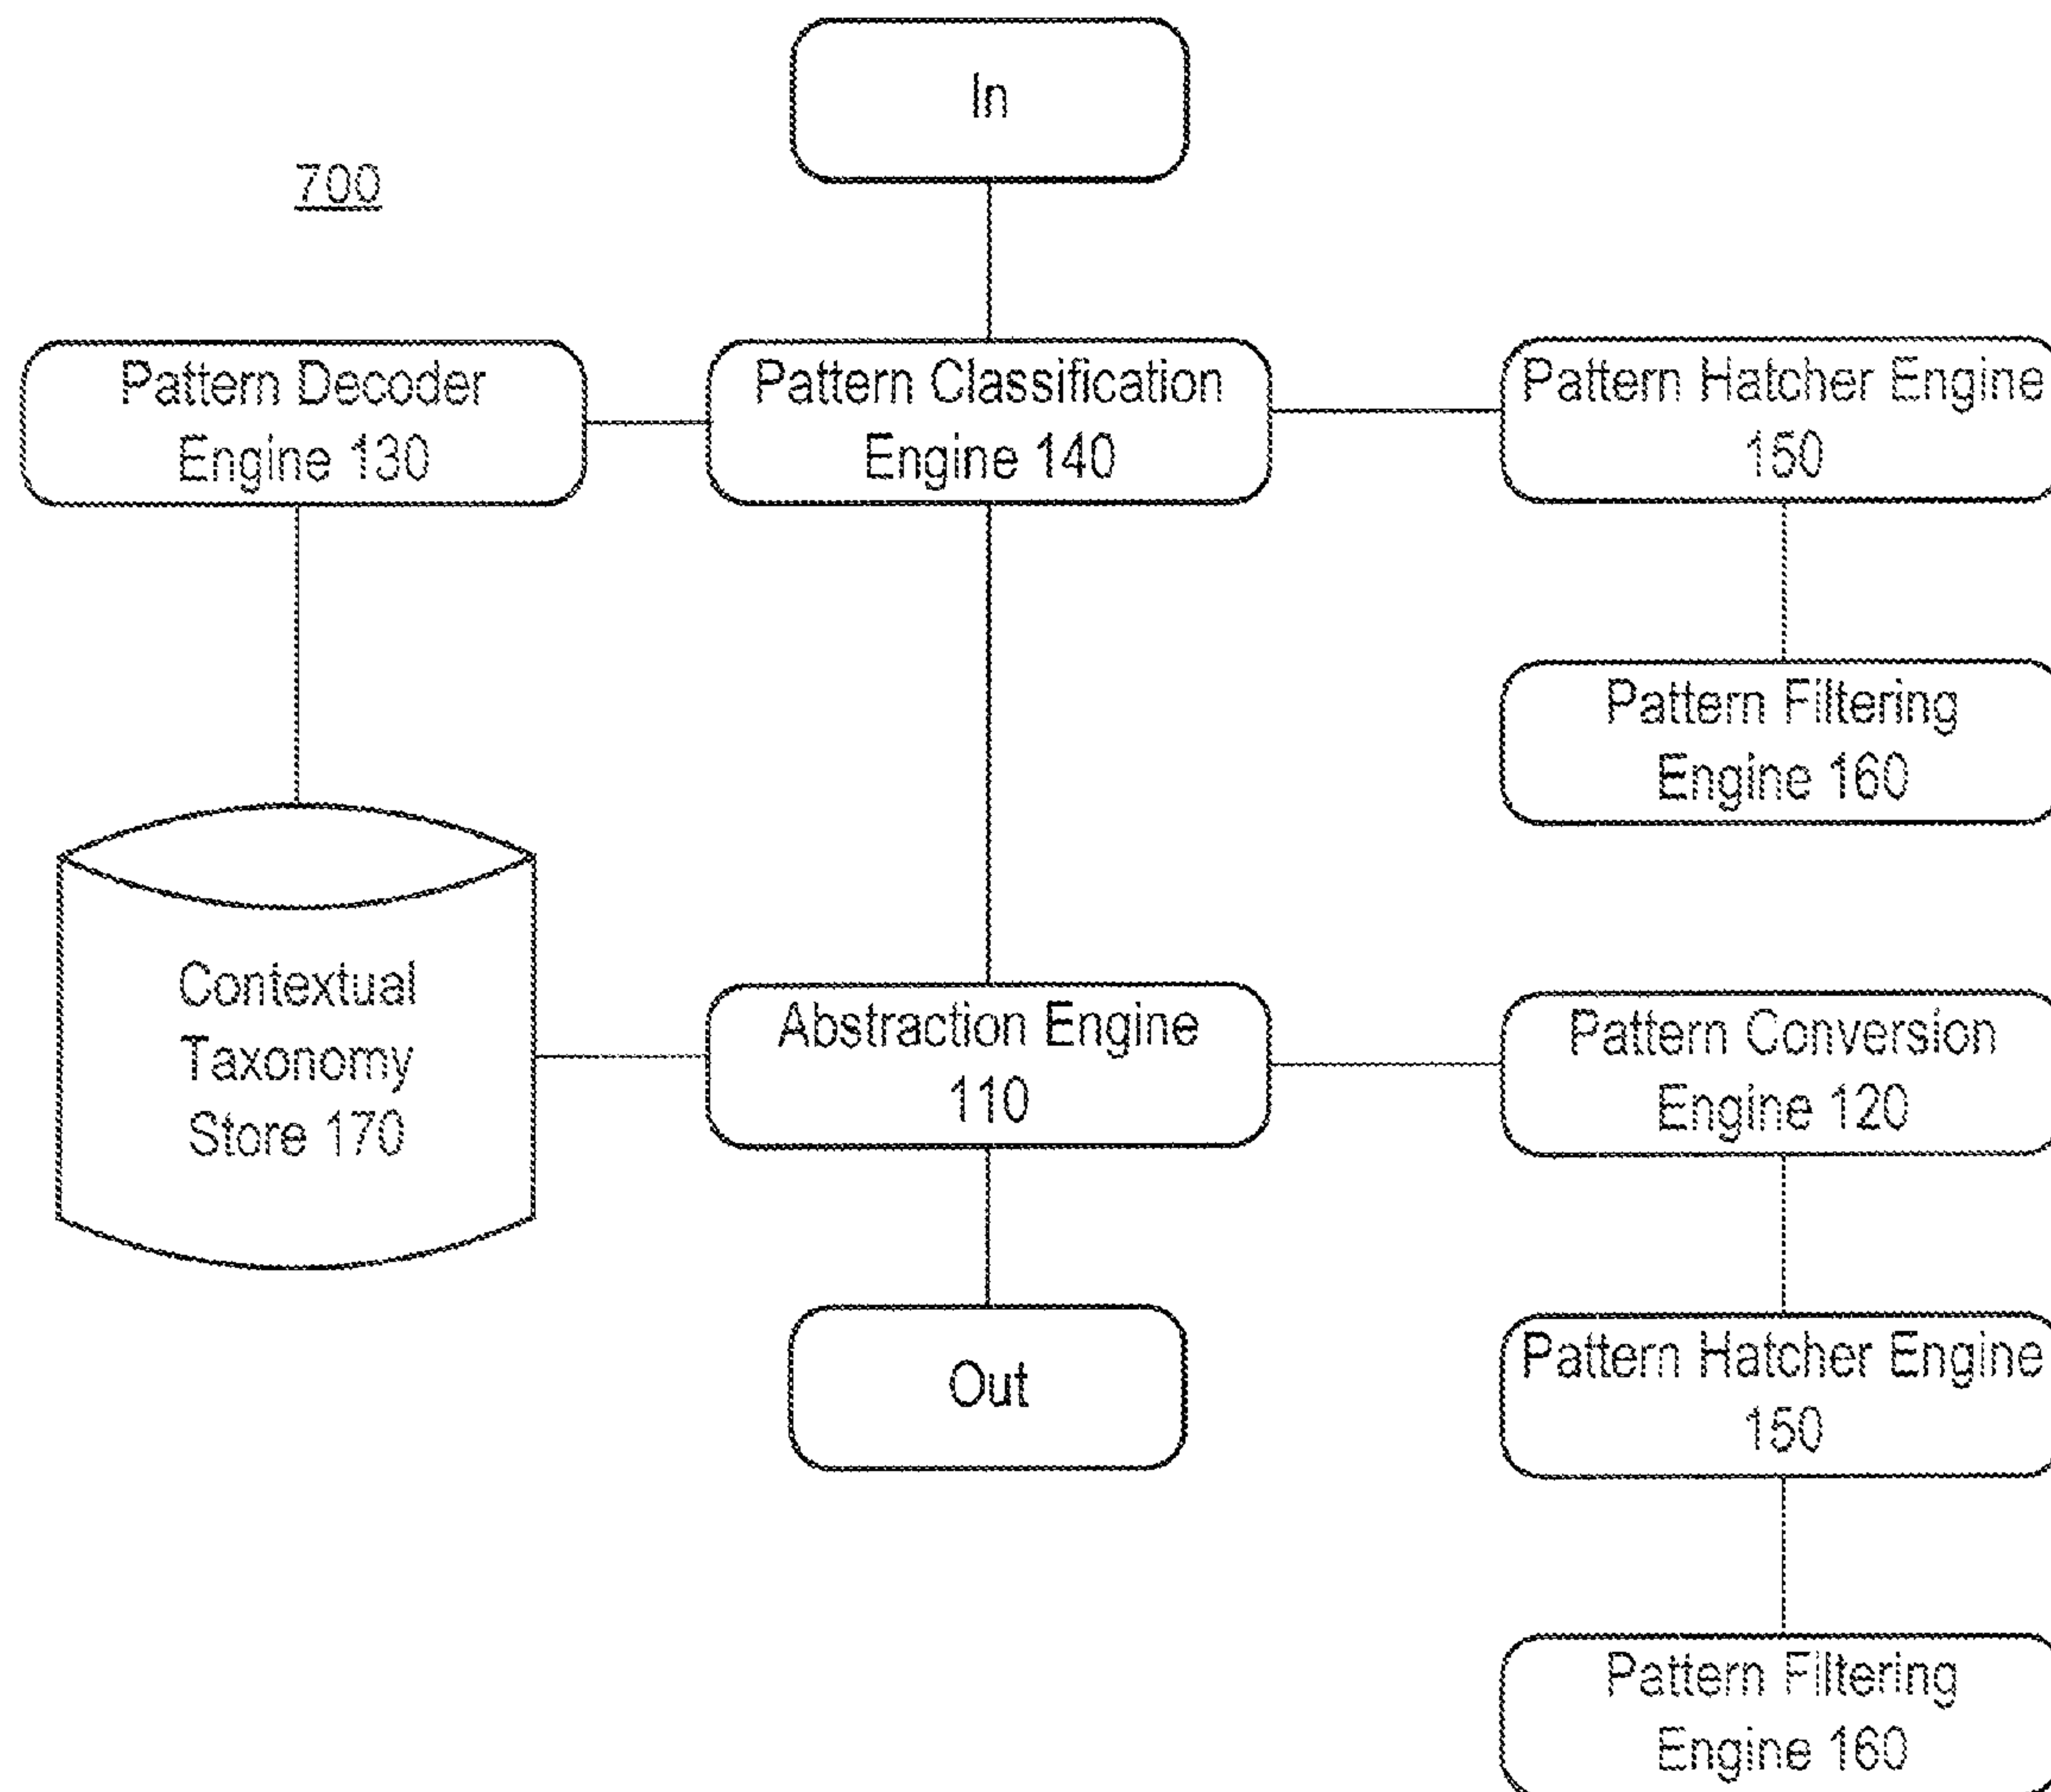 In
700
Pattern Decoder
Engine 130
Pattern Classification
Engine 140
Pattern Hatcher Engine
150
Pattern Filtering
Engine 160
Contextual
Taxonomy
Store 170
Abstraction Engine
110
Pattern Conversion
Engine 120
Out
Pattern Hatcher Engine
150
Pattern Filtering
Engine 160